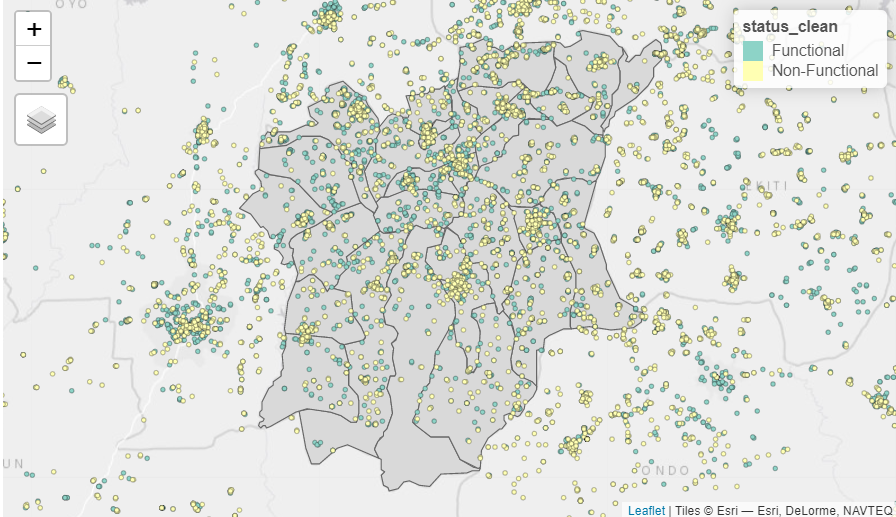 OYO
+
−
status_clean
Functional
Non-Functional
EKITI
UN
ONDO
Leaflet | Tiles © Esri — Esri, DeLorme, NAVTEQ